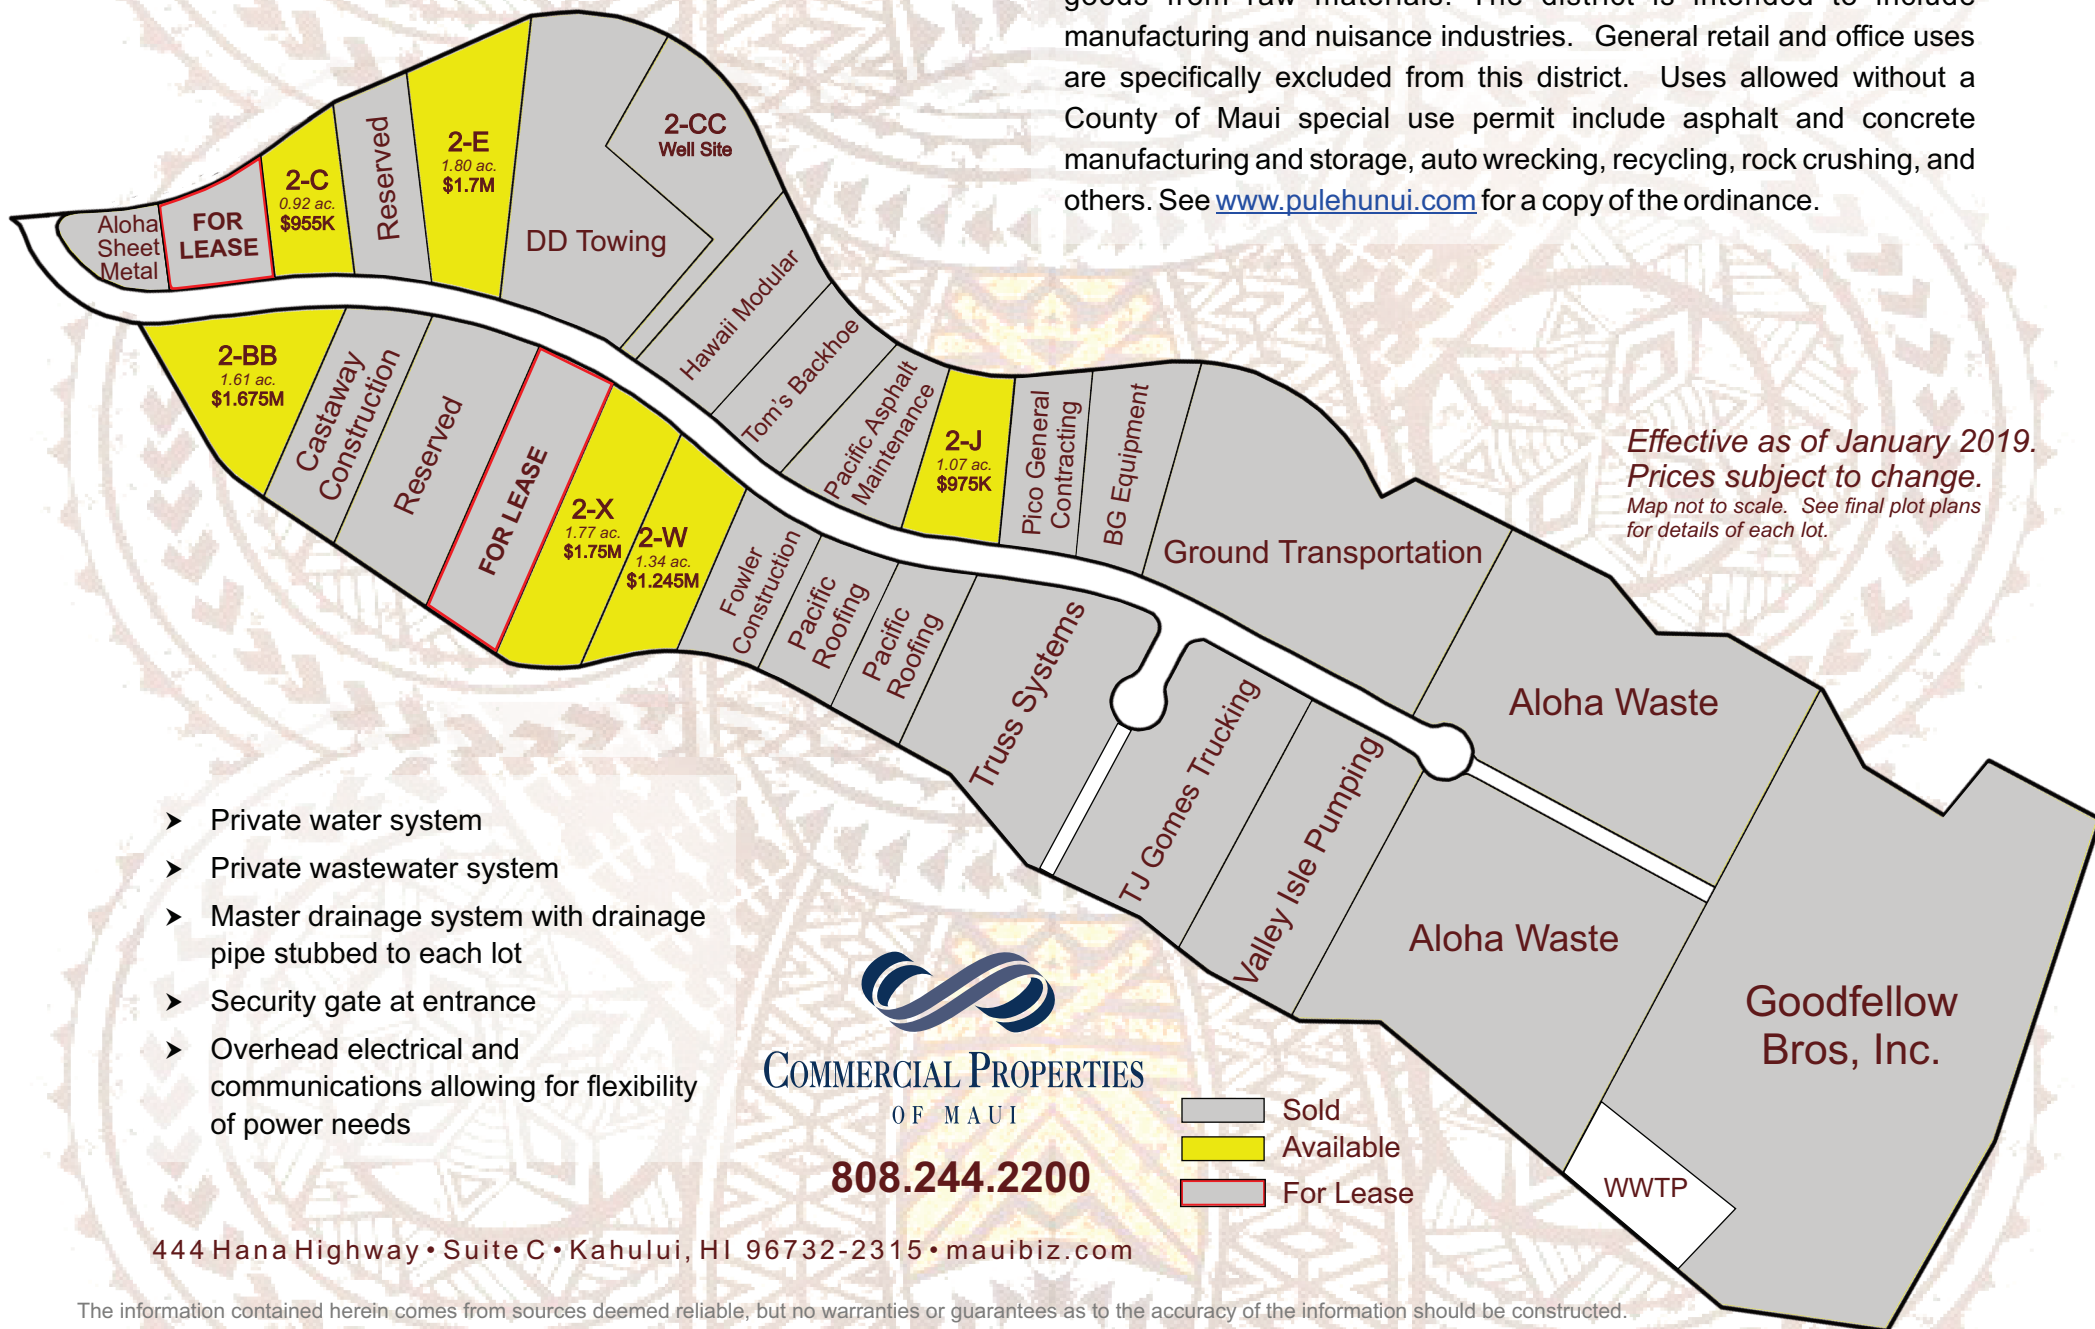 goods from raw materials. The district is intended to include
manufacturing and nuisance industries. General retail and office uses
are specifically excluded from this district. Uses allowed without a
County of Maui special use permit include asphalt and concrete
manufacturing and storage, auto wrecking, recycling, rock crushing, and
others. See www.pulehunui.com for a copy of the ordinance.
Aloha
Sheet
Metal
FOR
LEASE
2-C
0.92 ac.
$955K
Reserved
2-E
1.80 ac.
$1.7M
DD Towing
2-CC
Well Site
Hawaii Modular
Tom's Backhoe
Pacific Asphalt
Maintenance
2-J
1.07 ac.
$975K
Pico General
Contracting
BG Equipment
Ground Transportation
Aloha Waste
2-BB
1.61 ac.
$1.675M
Castaway
Construction
Reserved
FOR LEASE
2-X
1.77 ac.
$1.75M
2-W
1.34 ac.
$1.245M
Fowler
Construction
Pacific
Roofing
Pacific
Roofing
Truss Systems
TJ Gomes Trucking
Valley Isle Pumping
Aloha Waste
Goodfellow
Bros, Inc.
WWTP
Effective as of January 2019.
Prices subject to change.
Map not to scale. See final plot plans
for details of each lot.
➤ Private water system
➤ Private wastewater system
➤ Master drainage system with drainage
pipe stubbed to each lot
➤ Security gate at entrance
➤ Overhead electrical and
communications allowing for flexibility
of power needs
COMMERCIAL PROPERTIES
OF MAUI
808.244.2200
Sold
Available
For Lease
444 Hana Highway • Suite C • Kahului, HI 96732-2315 • mauibiz.com
The information contained herein comes from sources deemed reliable, but no warranties or guarantees as to the accuracy of the information should be constructed.